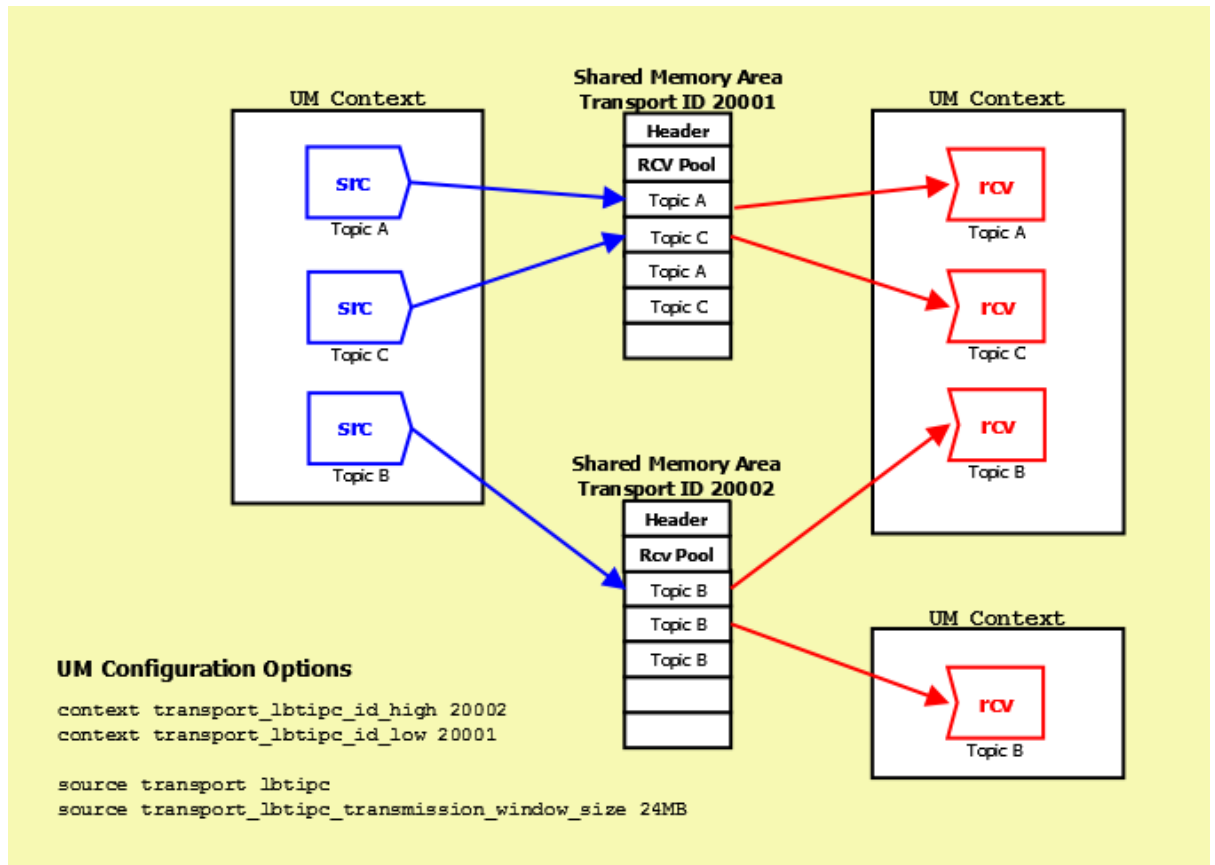 Shared Memory Area
Transport ID 20001
UM Context
UM Context
Header
RCV Pool
src
Topic A
Topic A
rcv
Topic A
Topic C
src
Topic C
Topic A
Topic C
rcv
Topic C
src
Topic B
rcv
Topic B
Shared Memory Area
Transport ID 20002
Header
Rcv Pool
Topic B
Topic B
Topic B
UM Context
rcv
Topic B
UM Configuration Options
context transport_lbtipc_id_high 20002
context transport_lbtipc_id_low 20001
source transport lbtipc
source transport_lbtipc_transmission_window_size 24MB